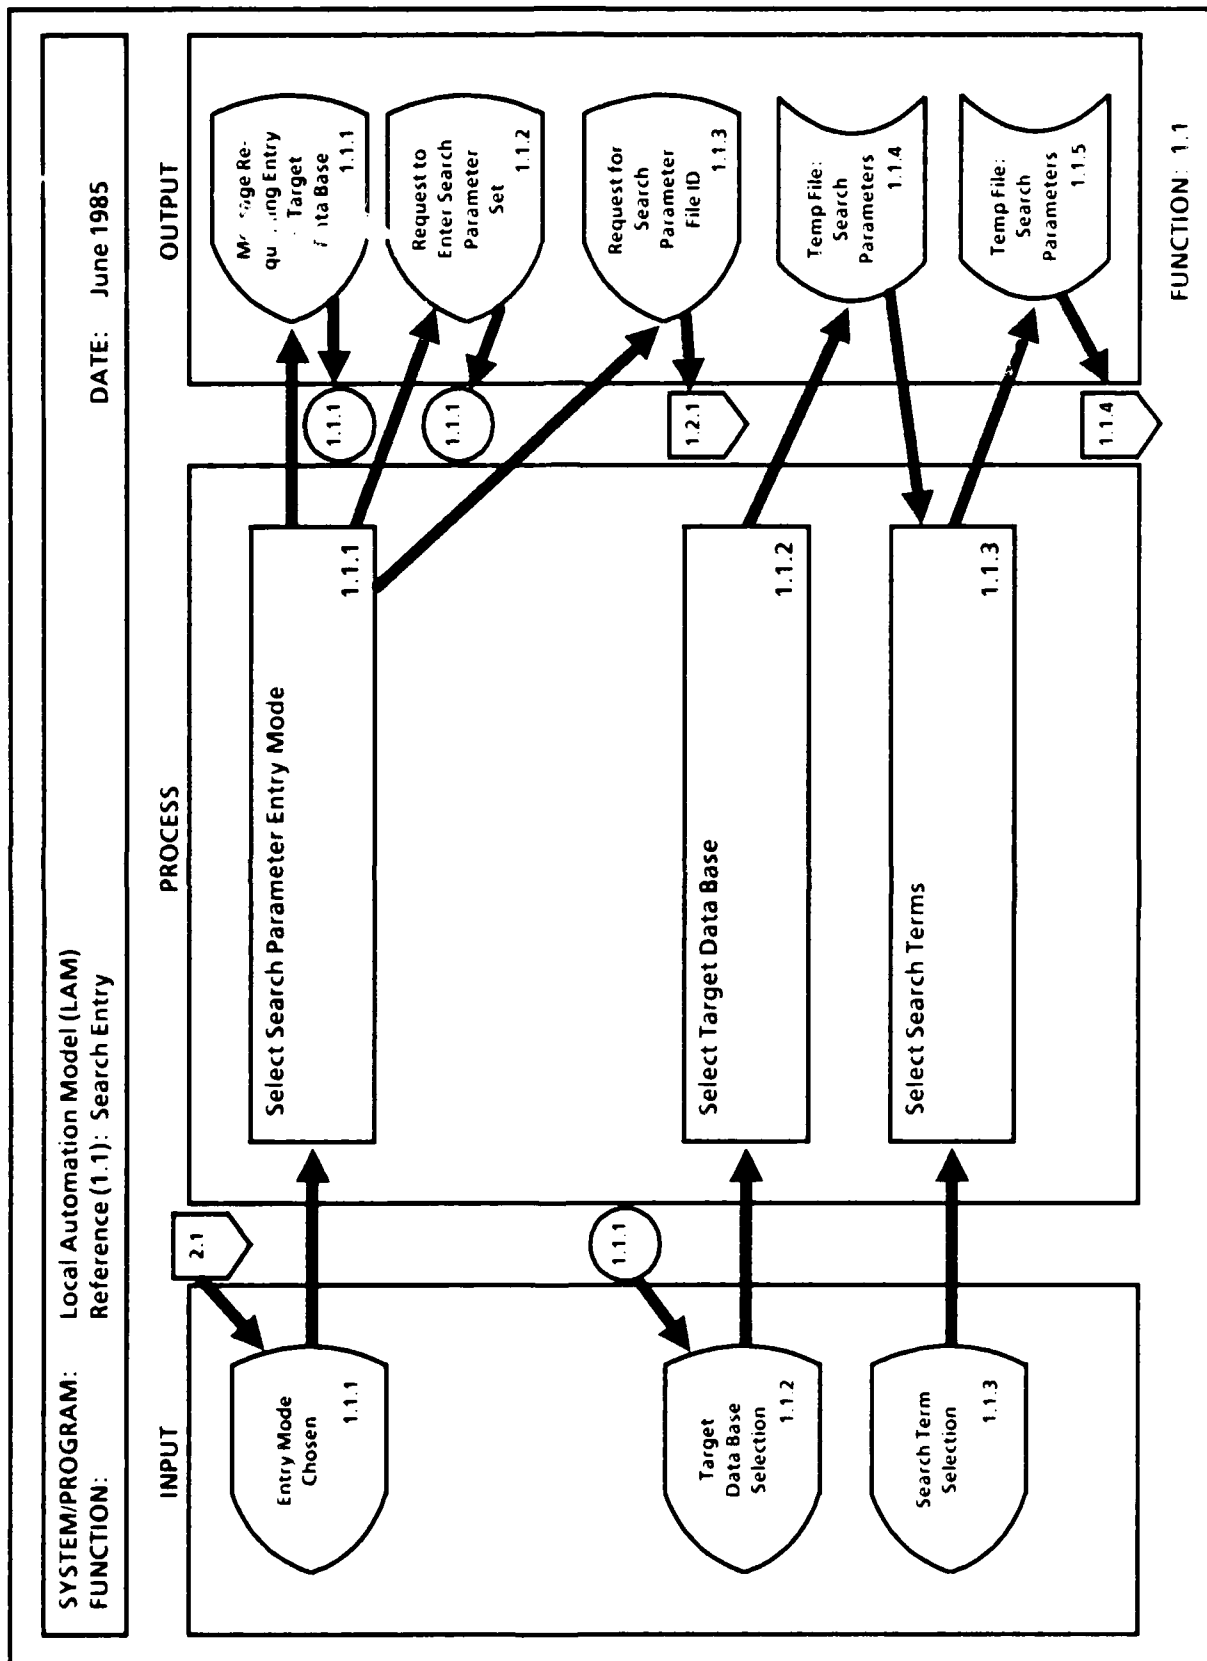 SYSTEM/PROGRAM: Local Automation Model (LAM) DATE: June 1985
FUNCTION: Reference (1.1): Search Entry
INPUT
PROCESS
OUTPUT
2.1
Entry Mode
Chosen
1.1.1
1.1.1
Target
Data Base
Selection
1.1.2
Search Term
Selection
1.1.3
Select Search Parameter Entry Mode
1.1.1
Select Target Data Base
1.1.2
Select Search Terms
1.1.3
1.1.1
1.1.1
1.2.1
1.1.4
Re-
Entry
Target
Base
1.1.1
Request to
Enter Search
Parameter
Set
1.1.2
Request for
Search
Parameter
File ID
1.1.3
Temp File:
Search
Parameters
1.1.4
Temp File:
Search
Parameters
1.1.5
FUNCTION: 1.1